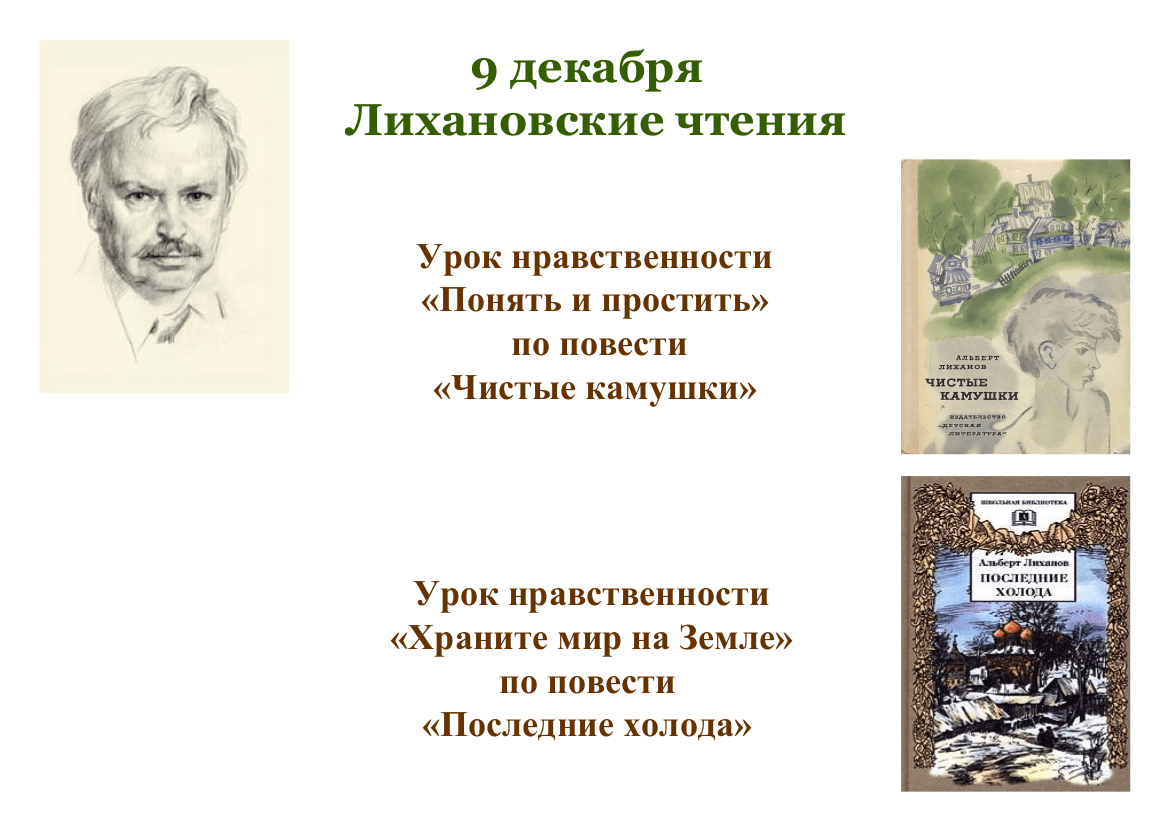 9 декабря
Лихановские чтения
Урок нравственности
«Понять и простить»
по повести
«Чистые камушки»
АЛЬБЕРТ
ЛИХАНОВ
ЧИСТЫЕ
КАМУШКИ
ИЗДАТЕЛЬСТВО
«ДЕТСКАЯ
ЛИТЕРАТУРА»
ШКОЛЬНАЯ БИБЛИОТЕКА
Альберт Лиханов
ПОСЛЕДНИЕ
ХОЛОДА
Урок нравственности
«Храните мир на Земле»
по повести
«Последние холода»